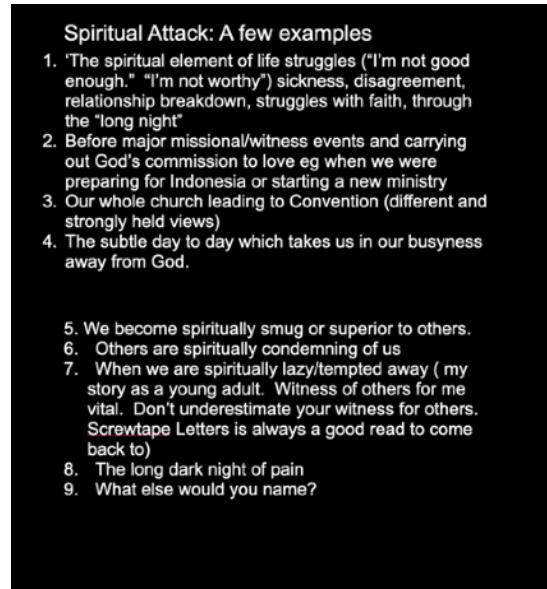 Spiritual Attack: A few examples
1. 'The spiritual element of life struggles ("I'm not good
enough." "I'm not worthy") sickness, disagreement,
relationship breakdown, struggles with faith, through
the "long night"
2. Before major missional/witness events and carrying
out God's commission to love eg when we were
preparing for Indonesia or starting a new ministry
3. Our whole church leading to Convention (different and
strongly held views)
4. The subtle day to day which takes us in our busyness
away from God.
5. We become spiritually smug or superior to others.
6. Others are spiritually condemning of us
7. When we are spiritually lazy/tempted away ( my
story as a young adult. Witness of others for me
vital. Don't underestimate your witness for others.
Screwtape Letters is always a good read to come
back to)
8. The long dark night of pain
9. What else would you name?